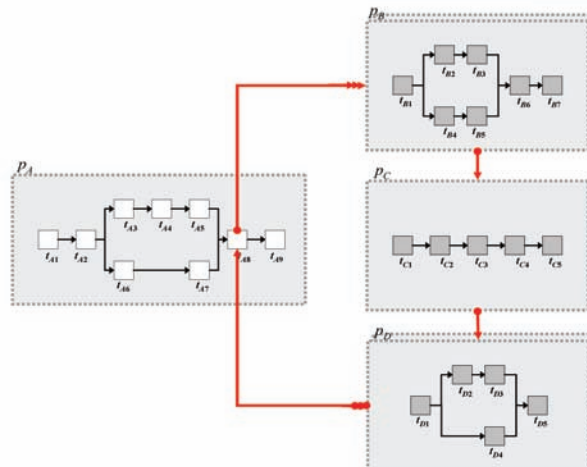 p_B
t_B2 t_B3
t_B1 t_B6 t_B7
t_B4 t_B5
p_A
p_C
t_A3 t_A4 t_A5
t_A1 t_A2 t_A8 t_A9
t_A6 t_A7
t_C1 t_C2 t_C3 t_C4 t_C5
p_D
t_D2 t_D3
t_D1 t_D5
t_D4